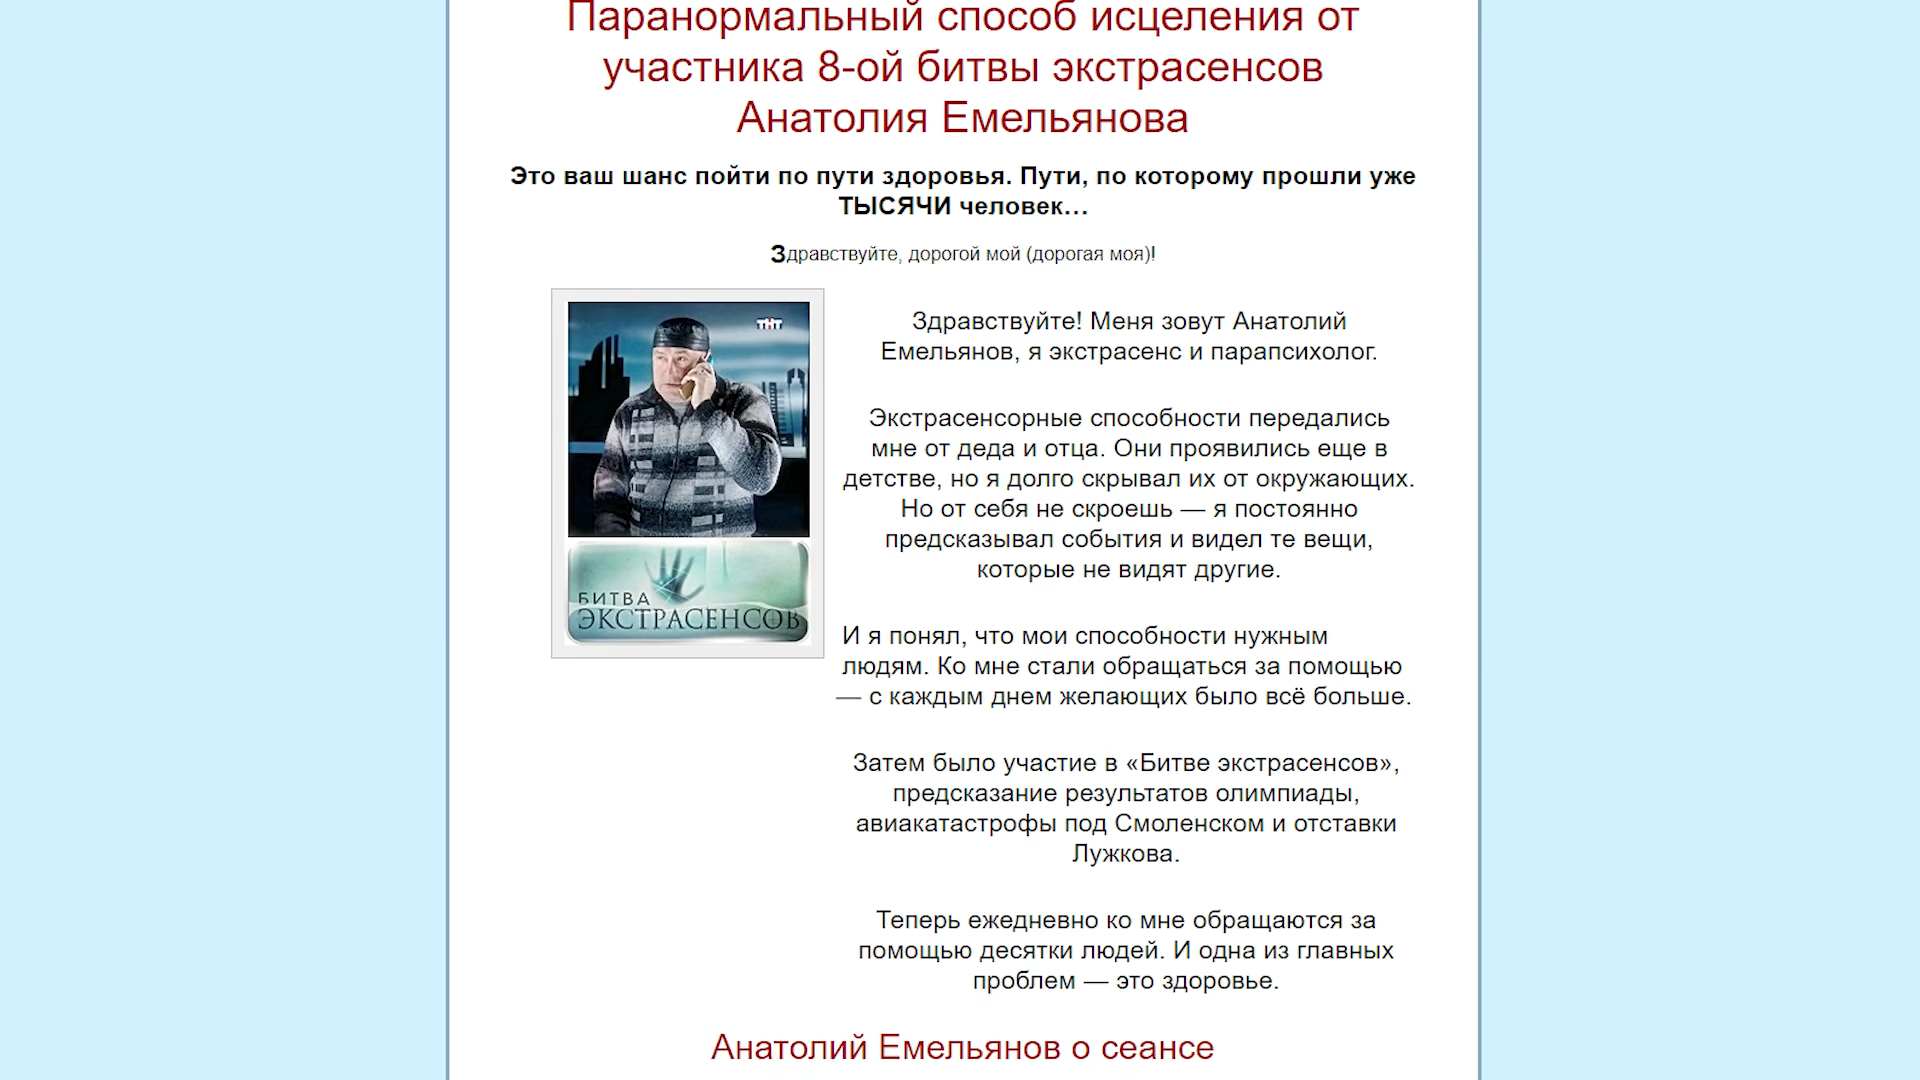 Паранормальный способ исцеления от
участника 8-ой битвы экстрасенсов
Анатолия Емельянова
Это ваш шанс пойти по пути здоровья. Пути, по которому прошли уже
ТЫСЯЧИ человек…
Здравствуйте, дорогой мой (дорогая моя)!
ТНТ
БИТВА
ЭКСТРАСЕНСОВ
Здравствуйте! Меня зовут Анатолий
Емельянов, я экстрасенс и парапсихолог.
Экстрасенсорные способности передались
мне от деда и отца. Они проявились еще в
детстве, но я долго скрывал их от окружающих.
Но от себя не скроешь — я постоянно
предсказывал события и видел те вещи,
которые не видят другие.
И я понял, что мои способности нужным
людям. Ко мне стали обращаться за помощью
— с каждым днем желающих было всё больше.
Затем было участие в «Битве экстрасенсов»,
предсказание результатов олимпиады,
авиакатастрофы под Смоленском и отставки
Лужкова.
Теперь ежедневно ко мне обращаются за
помощью десятки людей. И одна из главных
проблем — это здоровье.
Анатолий Емельянов о сеансе